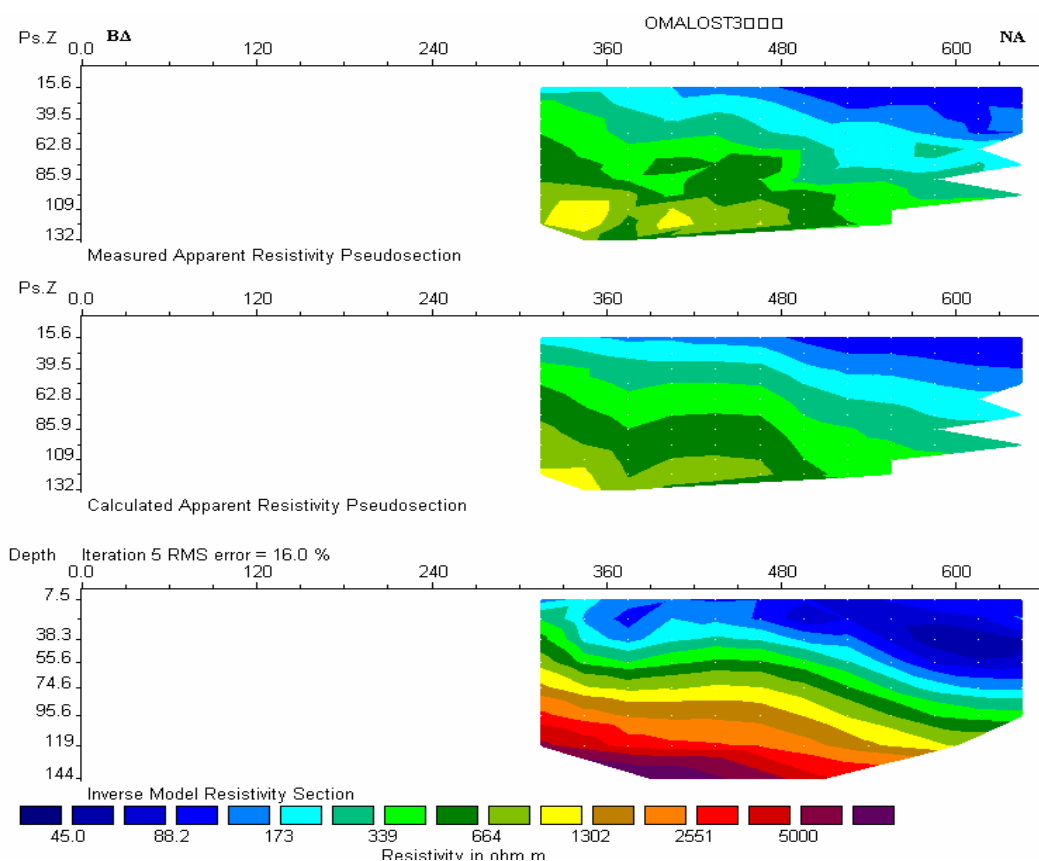 OMALOST3□□□
Ps.Z ΒΔ ΝΑ
0.0 120 240 360 480 600
15.6
39.5
62.8
85.9
109
132
Measured Apparent Resistivity Pseudosection
Ps.Z
0.0 120 240 360 480 600
15.6
39.5
62.8
85.9
109
132
Calculated Apparent Resistivity Pseudosection
Depth Iteration 5 RMS error = 16.0 %
0.0 120 240 360 480 600
7.5
38.3
55.6
74.6
95.6
119
144
Inverse Model Resistivity Section
45.0 88.2 173 339 664 1302 2551 5000
Resistivity in ohm.m